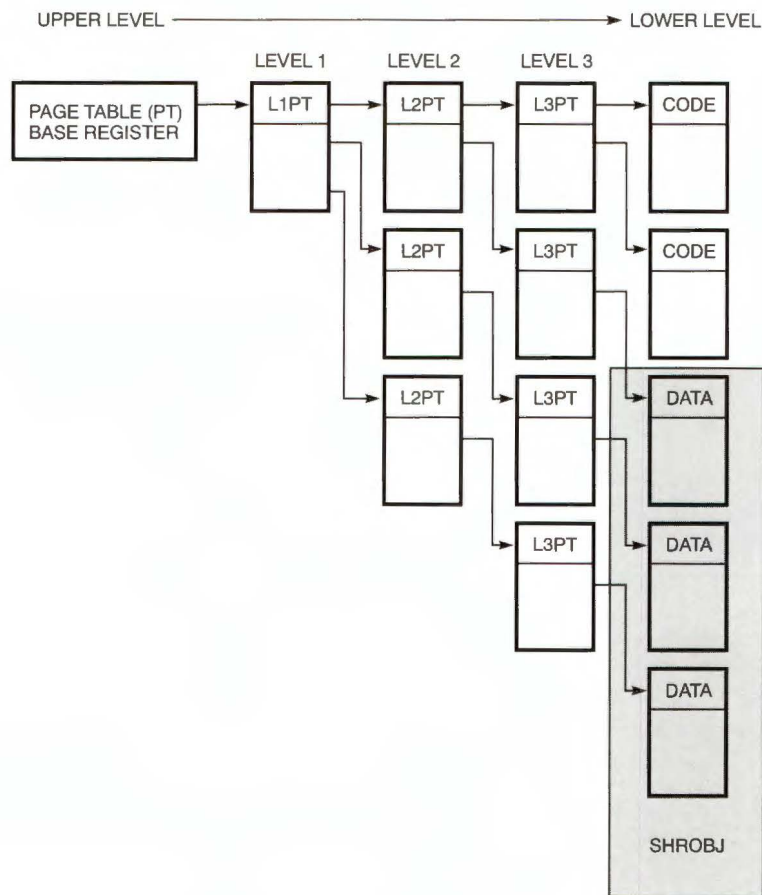 UPPER LEVEL LOWER LEVEL
LEVEL 1 LEVEL 2 LEVEL 3
PAGE TABLE (PT)
BASE REGISTER
L1PT L2PT L3PT CODE
L2PT L3PT CODE
L2PT L3PT DATA
L3PT DATA
DATA
SHROBJ